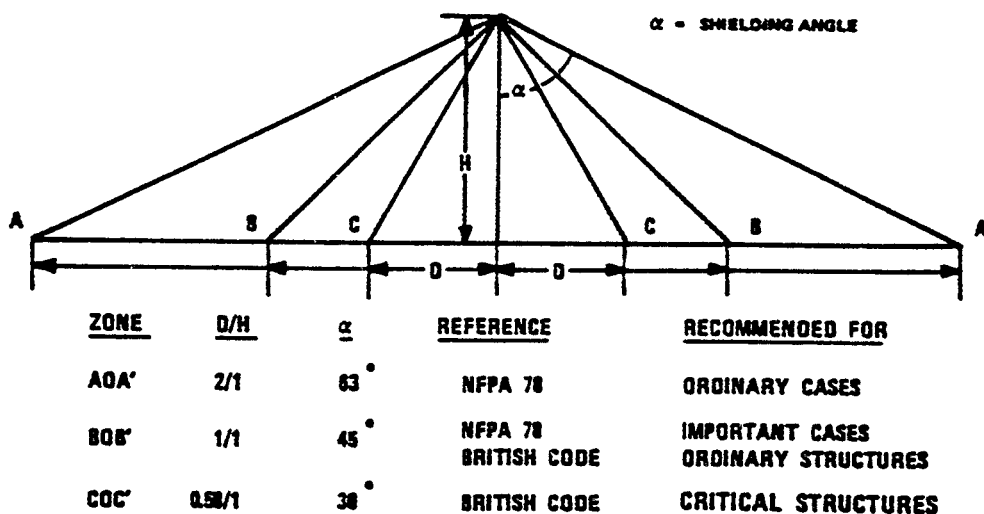 α = SHIELDING ANGLE
α
H
A B C C B A
D D
ZONE D/H α REFERENCE RECOMMENDED FOR
AOA' 2/1 63° NFPA 78 ORDINARY CASES
BOB' 1/1 45° NFPA 78 IMPORTANT CASES
BRITISH CODE ORDINARY STRUCTURES
COC' 0.58/1 38° BRITISH CODE CRITICAL STRUCTURES